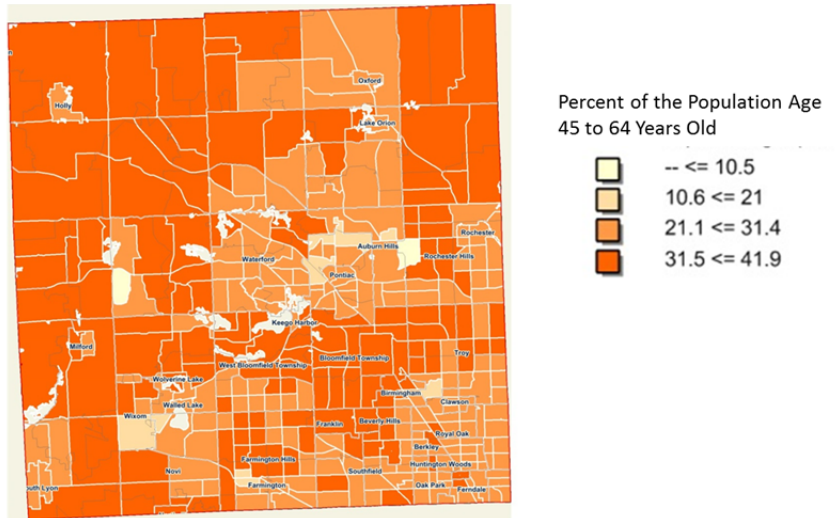 Oxford
Holly
Lake Orion
Rochester
Auburn Hills
Rochester Hills
Waterford
Pontiac
Keego Harbor
Milford
Troy
Bloomfield Township
West Bloomfield Township
Wolverine Lake
Birmingham
Clawson
Walled Lake
Wixom
Franklin
Beverly Hills
Royal Oak
Berkley
Farmington Hills
Huntington Woods
Novi
Southfield
Farmington
Oak Park
Ferndale
outh Lyon
Percent of the Population Age
45 to 64 Years Old
-- <= 10.5
10.6 <= 21
21.1 <= 31.4
31.5 <= 41.9